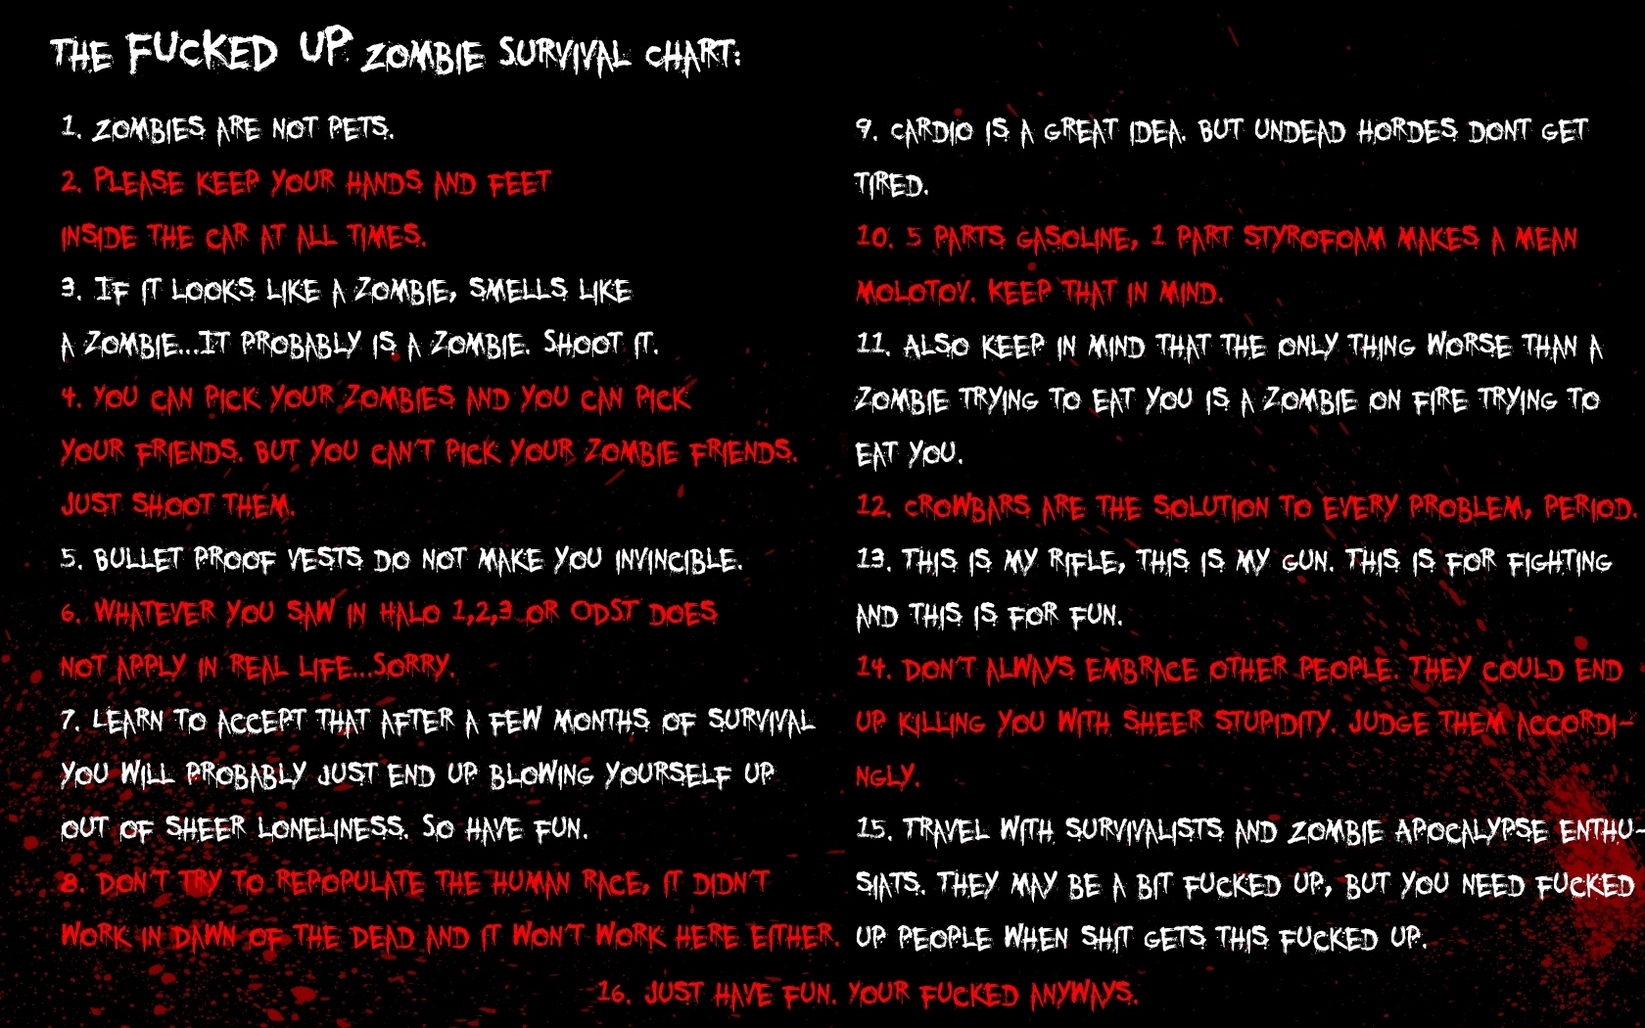 THE FUCKED UP ZOMBIE SURVIVAL CHART:
1. ZOMBIES ARE NOT PETS.
2. PLEASE KEEP YOUR HANDS AND FEET
INSIDE THE CAR AT ALL TIMES.
3. IF IT LOOKS LIKE A ZOMBIE, SMELLS LIKE
A ZOMBIE...IT PROBABLY IS A ZOMBIE. SHOOT IT.
4. YOU CAN PICK YOUR ZOMBIES AND YOU CAN PICK
YOUR FRIENDS. BUT YOU CAN'T PICK YOUR ZOMBIE FRIENDS.
JUST SHOOT THEM.
5. BULLET PROOF VESTS DO NOT MAKE YOU INVINCIBLE.
6. WHATEVER YOU SAW IN HALO 1,2,3 OR ODST DOES
NOT APPLY IN REAL LIFE...SORRY.
7. LEARN TO ACCEPT THAT AFTER A FEW MONTHS OF SURVIVAL
YOU WILL PROBABLY JUST END UP BLOWING YOURSELF UP
OUT OF SHEER LONELINESS. SO HAVE FUN.
8. DON'T TRY TO REPOPULATE THE HUMAN RACE, IT DIDN'T
WORK IN DAWN OF THE DEAD AND IT WON'T WORK HERE EITHER.
9. CARDIO IS A GREAT IDEA. BUT UNDEAD HORDES DONT GET
TIRED.
10. 5 PARTS GASOLINE, 1 PART STYROFOAM MAKES A MEAN
MOLOTOV. KEEP THAT IN MIND.
11. ALSO KEEP IN MIND THAT THE ONLY THING WORSE THAN A
ZOMBIE TRYING TO EAT YOU IS A ZOMBIE ON FIRE TRYING TO
EAT YOU.
12. CROWBARS ARE THE SOLUTION TO EVERY PROBLEM, PERIOD.
13. THIS IS MY RIFLE, THIS IS MY GUN. THIS IS FOR FIGHTING
AND THIS IS FOR FUN.
14. DON'T ALWAYS EMBRACE OTHER PEOPLE. THEY COULD END
UP KILLING YOU WITH SHEER STUPIDITY. JUDGE THEM ACCORDI-
NGLY.
15. TRAVEL WITH SURVIVALISTS AND ZOMBIE APOCALYPSE ENTHU-
SIATS. THEY MAY BE A BIT FUCKED UP, BUT YOU NEED FUCKED
UP PEOPLE WHEN SHIT GETS THIS FUCKED UP.
16. JUST HAVE FUN. YOUR FUCKED ANYWAYS.